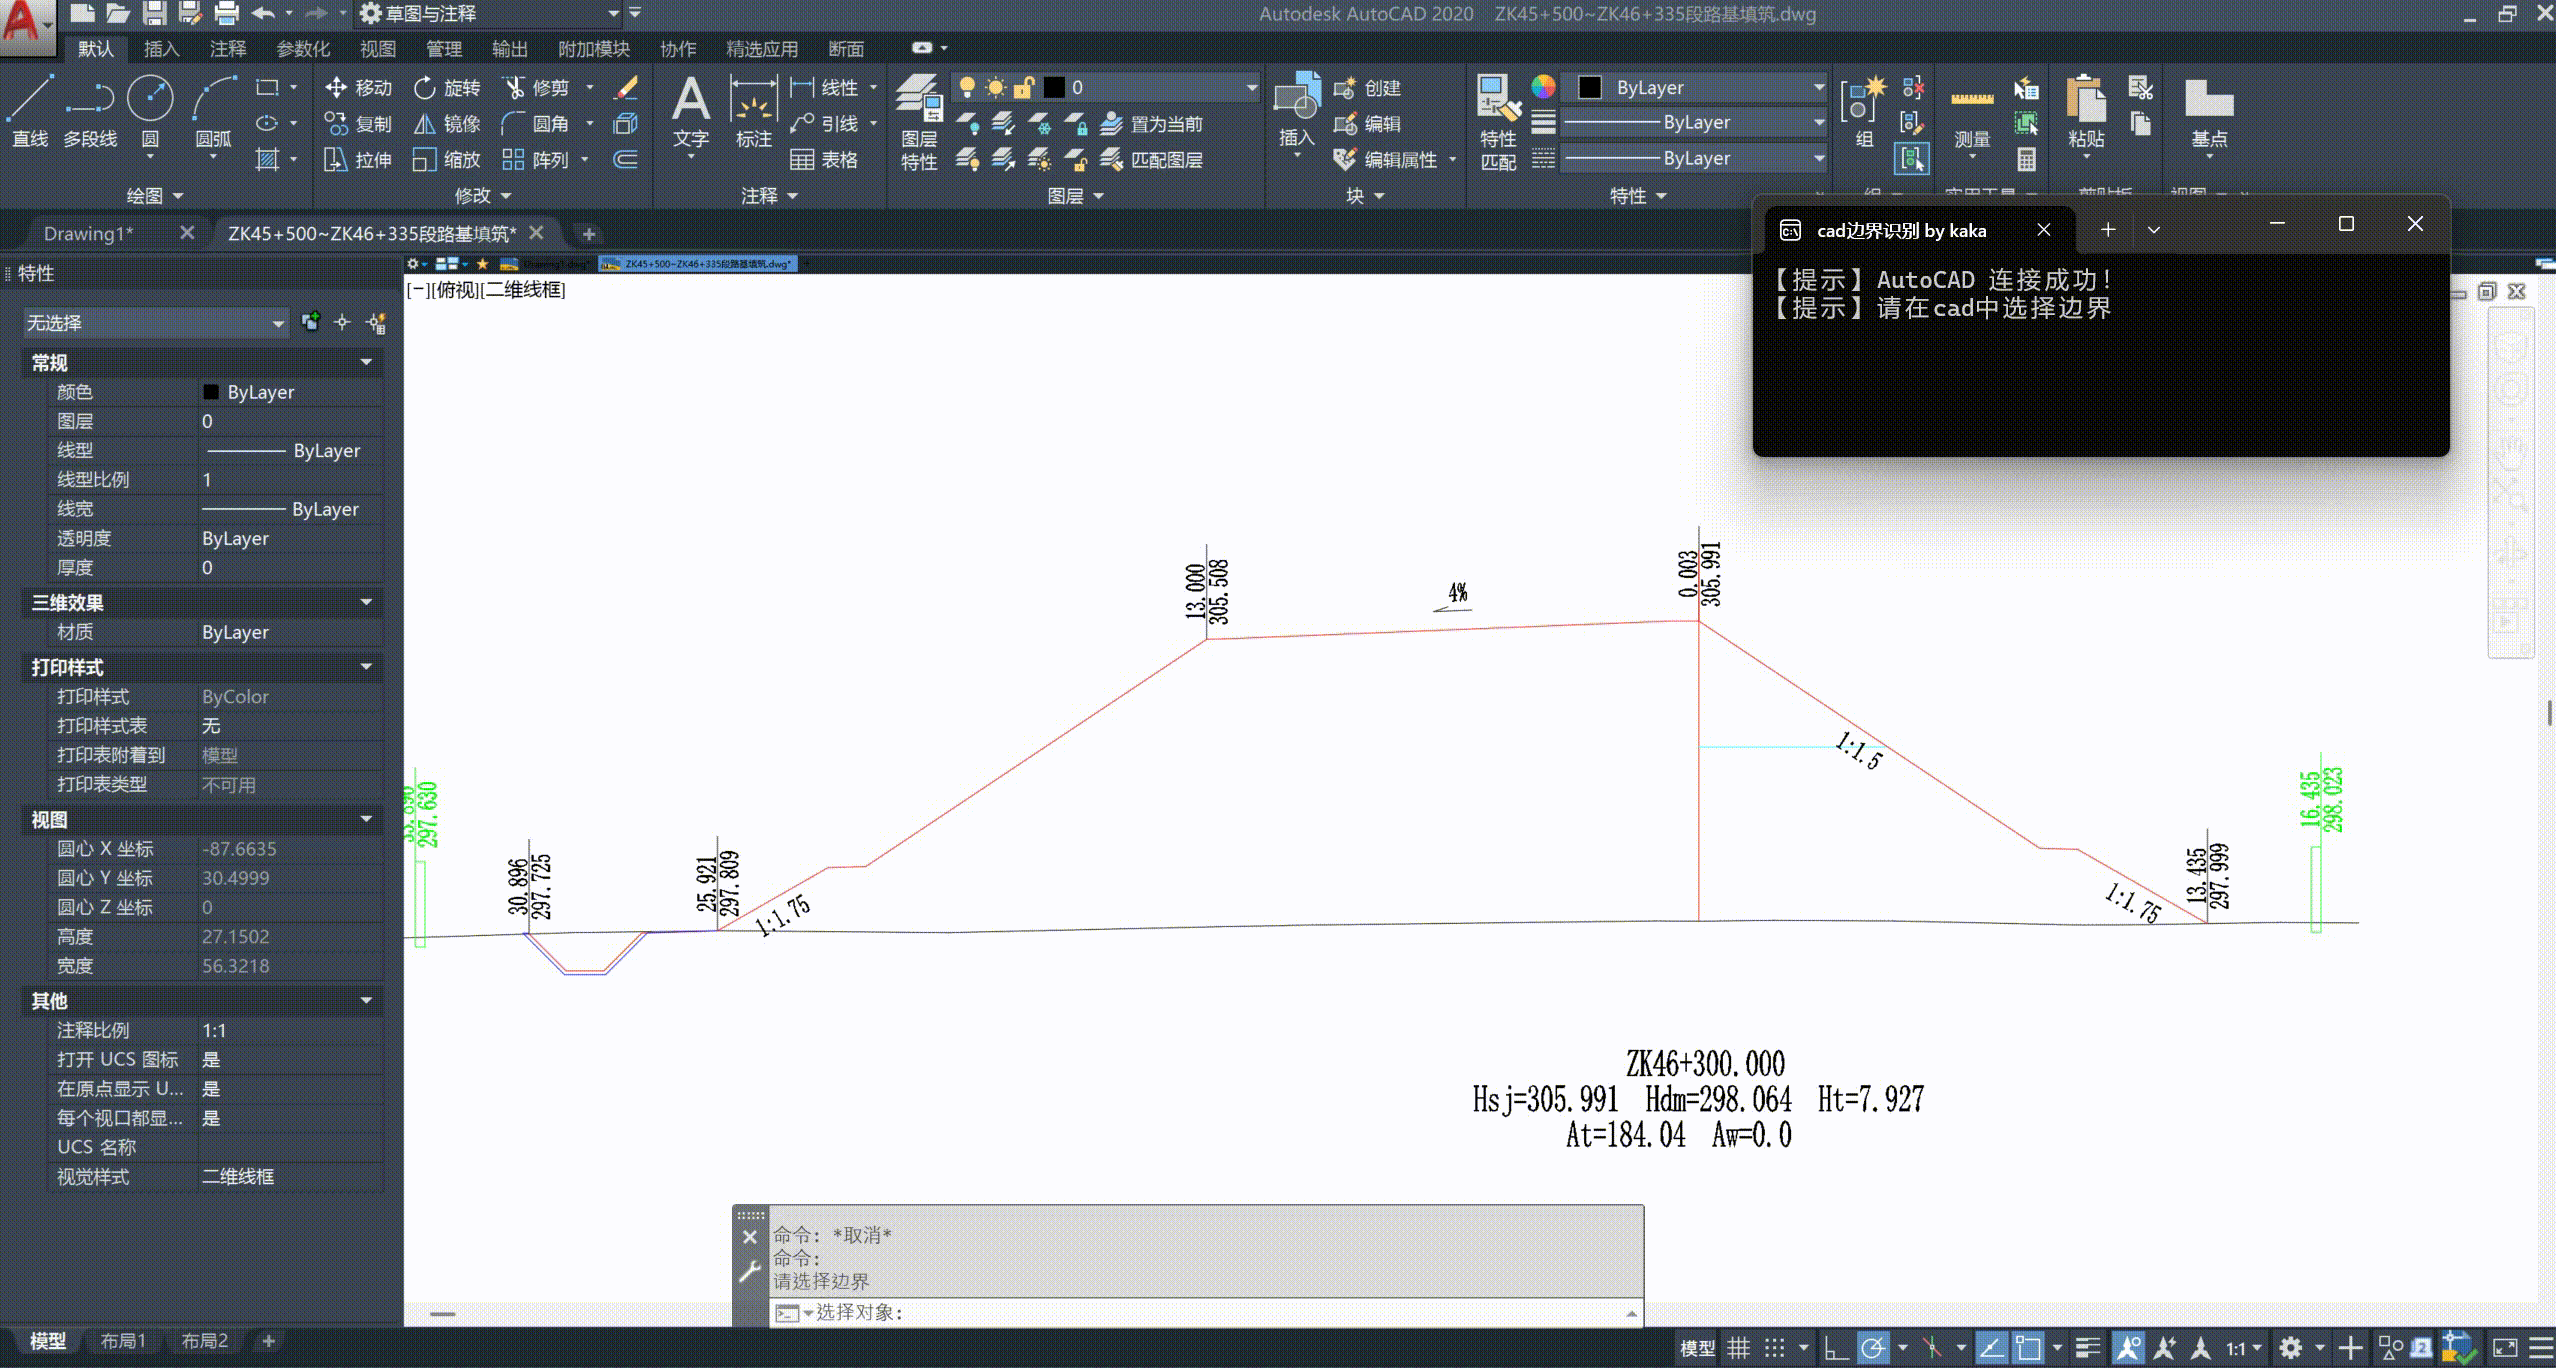 草图与注释
Autodesk AutoCAD 2020 ZK45+500~ZK46+335段路基填筑.dwg
默认 插入 注释 参数化 视图 管理 输出 附加模块 协作 精选应用 断面
直线 多段线 圆 圆弧
移动 旋转 修剪
复制 镜像 圆角
拉伸 缩放 阵列
文字 标注
线性
引线
表格
图层特性
0
置为当前
匹配图层
插入
创建
编辑
编辑属性
特性匹配
ByLayer
ByLayer
ByLayer
组
测量
粘贴
基点
绘图 修改 注释 图层 块 特性
Drawing1* ZK45+500~ZK46+335段路基填筑*
cad边界识别 by kaka
【提示】AutoCAD 连接成功!
【提示】请在cad中选择边界
特性
ZK45+500~ZK46+335段路基填筑.dwg*
[-][俯视][二维线框]
无选择
常规
颜色 ByLayer
图层 0
线型 ByLayer
线型比例 1
线宽 ByLayer
透明度 ByLayer
厚度 0
三维效果
材质 ByLayer
打印样式
打印样式 ByColor
打印样式表 无
打印表附着到 模型
打印表类型 不可用
视图
圆心 X 坐标 -87.6635
圆心 Y 坐标 30.4999
圆心 Z 坐标 0
高度 27.1502
宽度 56.3218
其他
注释比例 1:1
打开 UCS 图标 是
在原点显示 U... 是
每个视口都显... 是
UCS 名称
视觉样式 二维线框
297.630
30.896
297.725
25.921
297.809
1:1.75
13.000
305.508
4%
0.003
305.991
1:1.5
1:1.75
13.435
297.999
16.435
298.023
ZK46+300.000
Hsj=305.991 Hdm=298.064 Ht=7.927
At=184.04 Aw=0.0
命令: *取消*
命令:
请选择边界
选择对象:
模型 布局1 布局2
模型 1:1